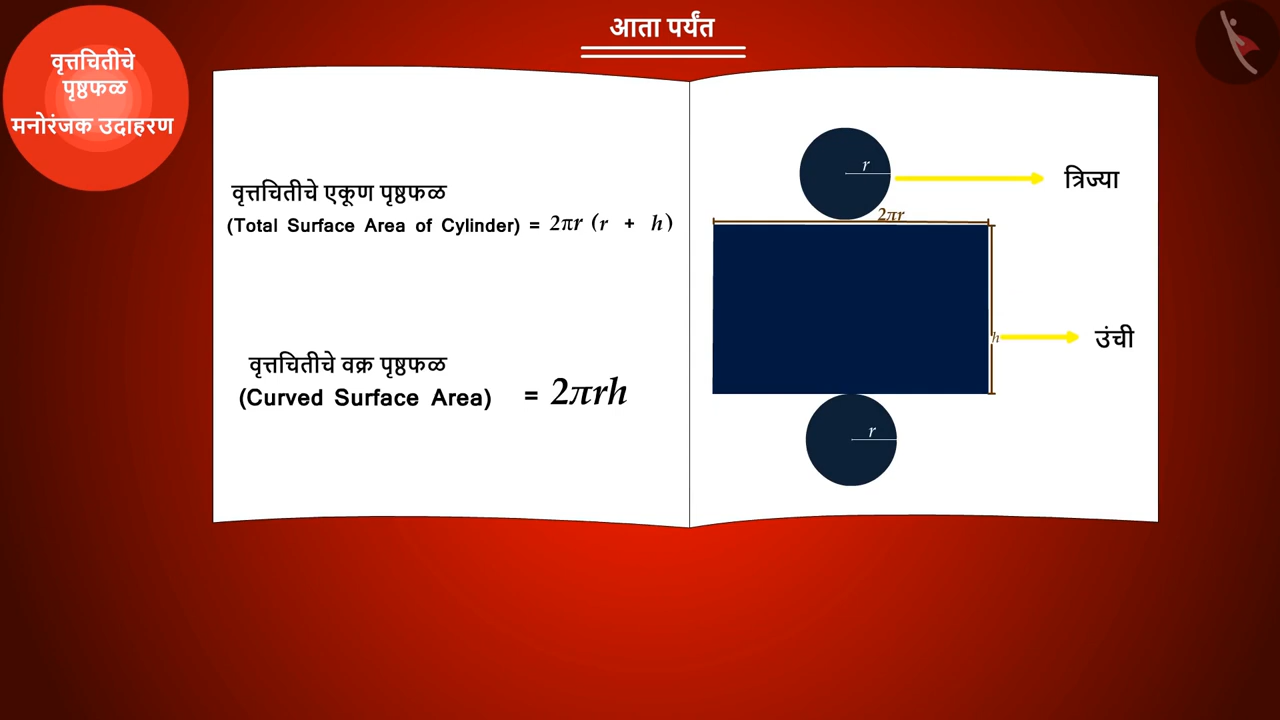 आता पर्यंत
वृत्तचितीचे
पृष्ठफळ
मनोरंजक उदाहरण
वृत्तचितीचे एकूण पृष्ठफळ
(Total Surface Area of Cylinder) = 2πr (r + h)
वृत्तचितीचे वक्र पृष्ठफळ
(Curved Surface Area) = 2πrh
r
त्रिज्या
2πr
h
उंची
r